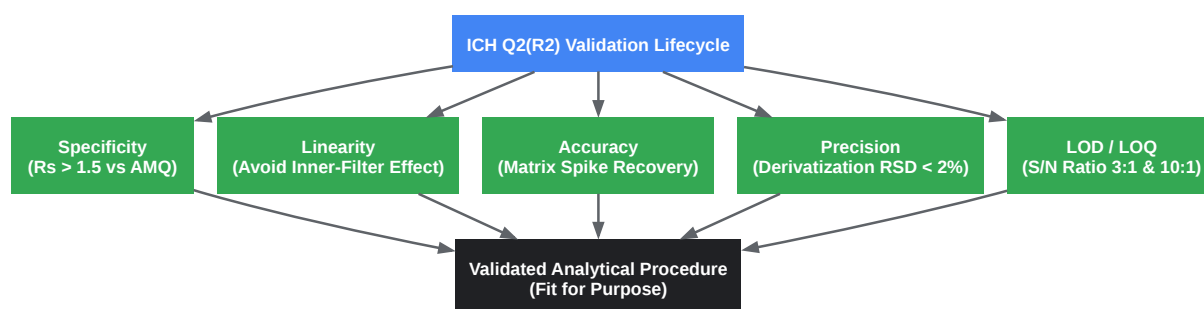 ICH Q2(R2) Validation Lifecycle
Specificity
(Rs > 1.5 vs AMQ)
Linearity
(Avoid Inner-Filter Effect)
Accuracy
(Matrix Spike Recovery)
Precision
(Derivatization RSD < 2%)
LOD / LOQ
(S/N Ratio 3:1 & 10:1)
Validated Analytical Procedure
(Fit for Purpose)